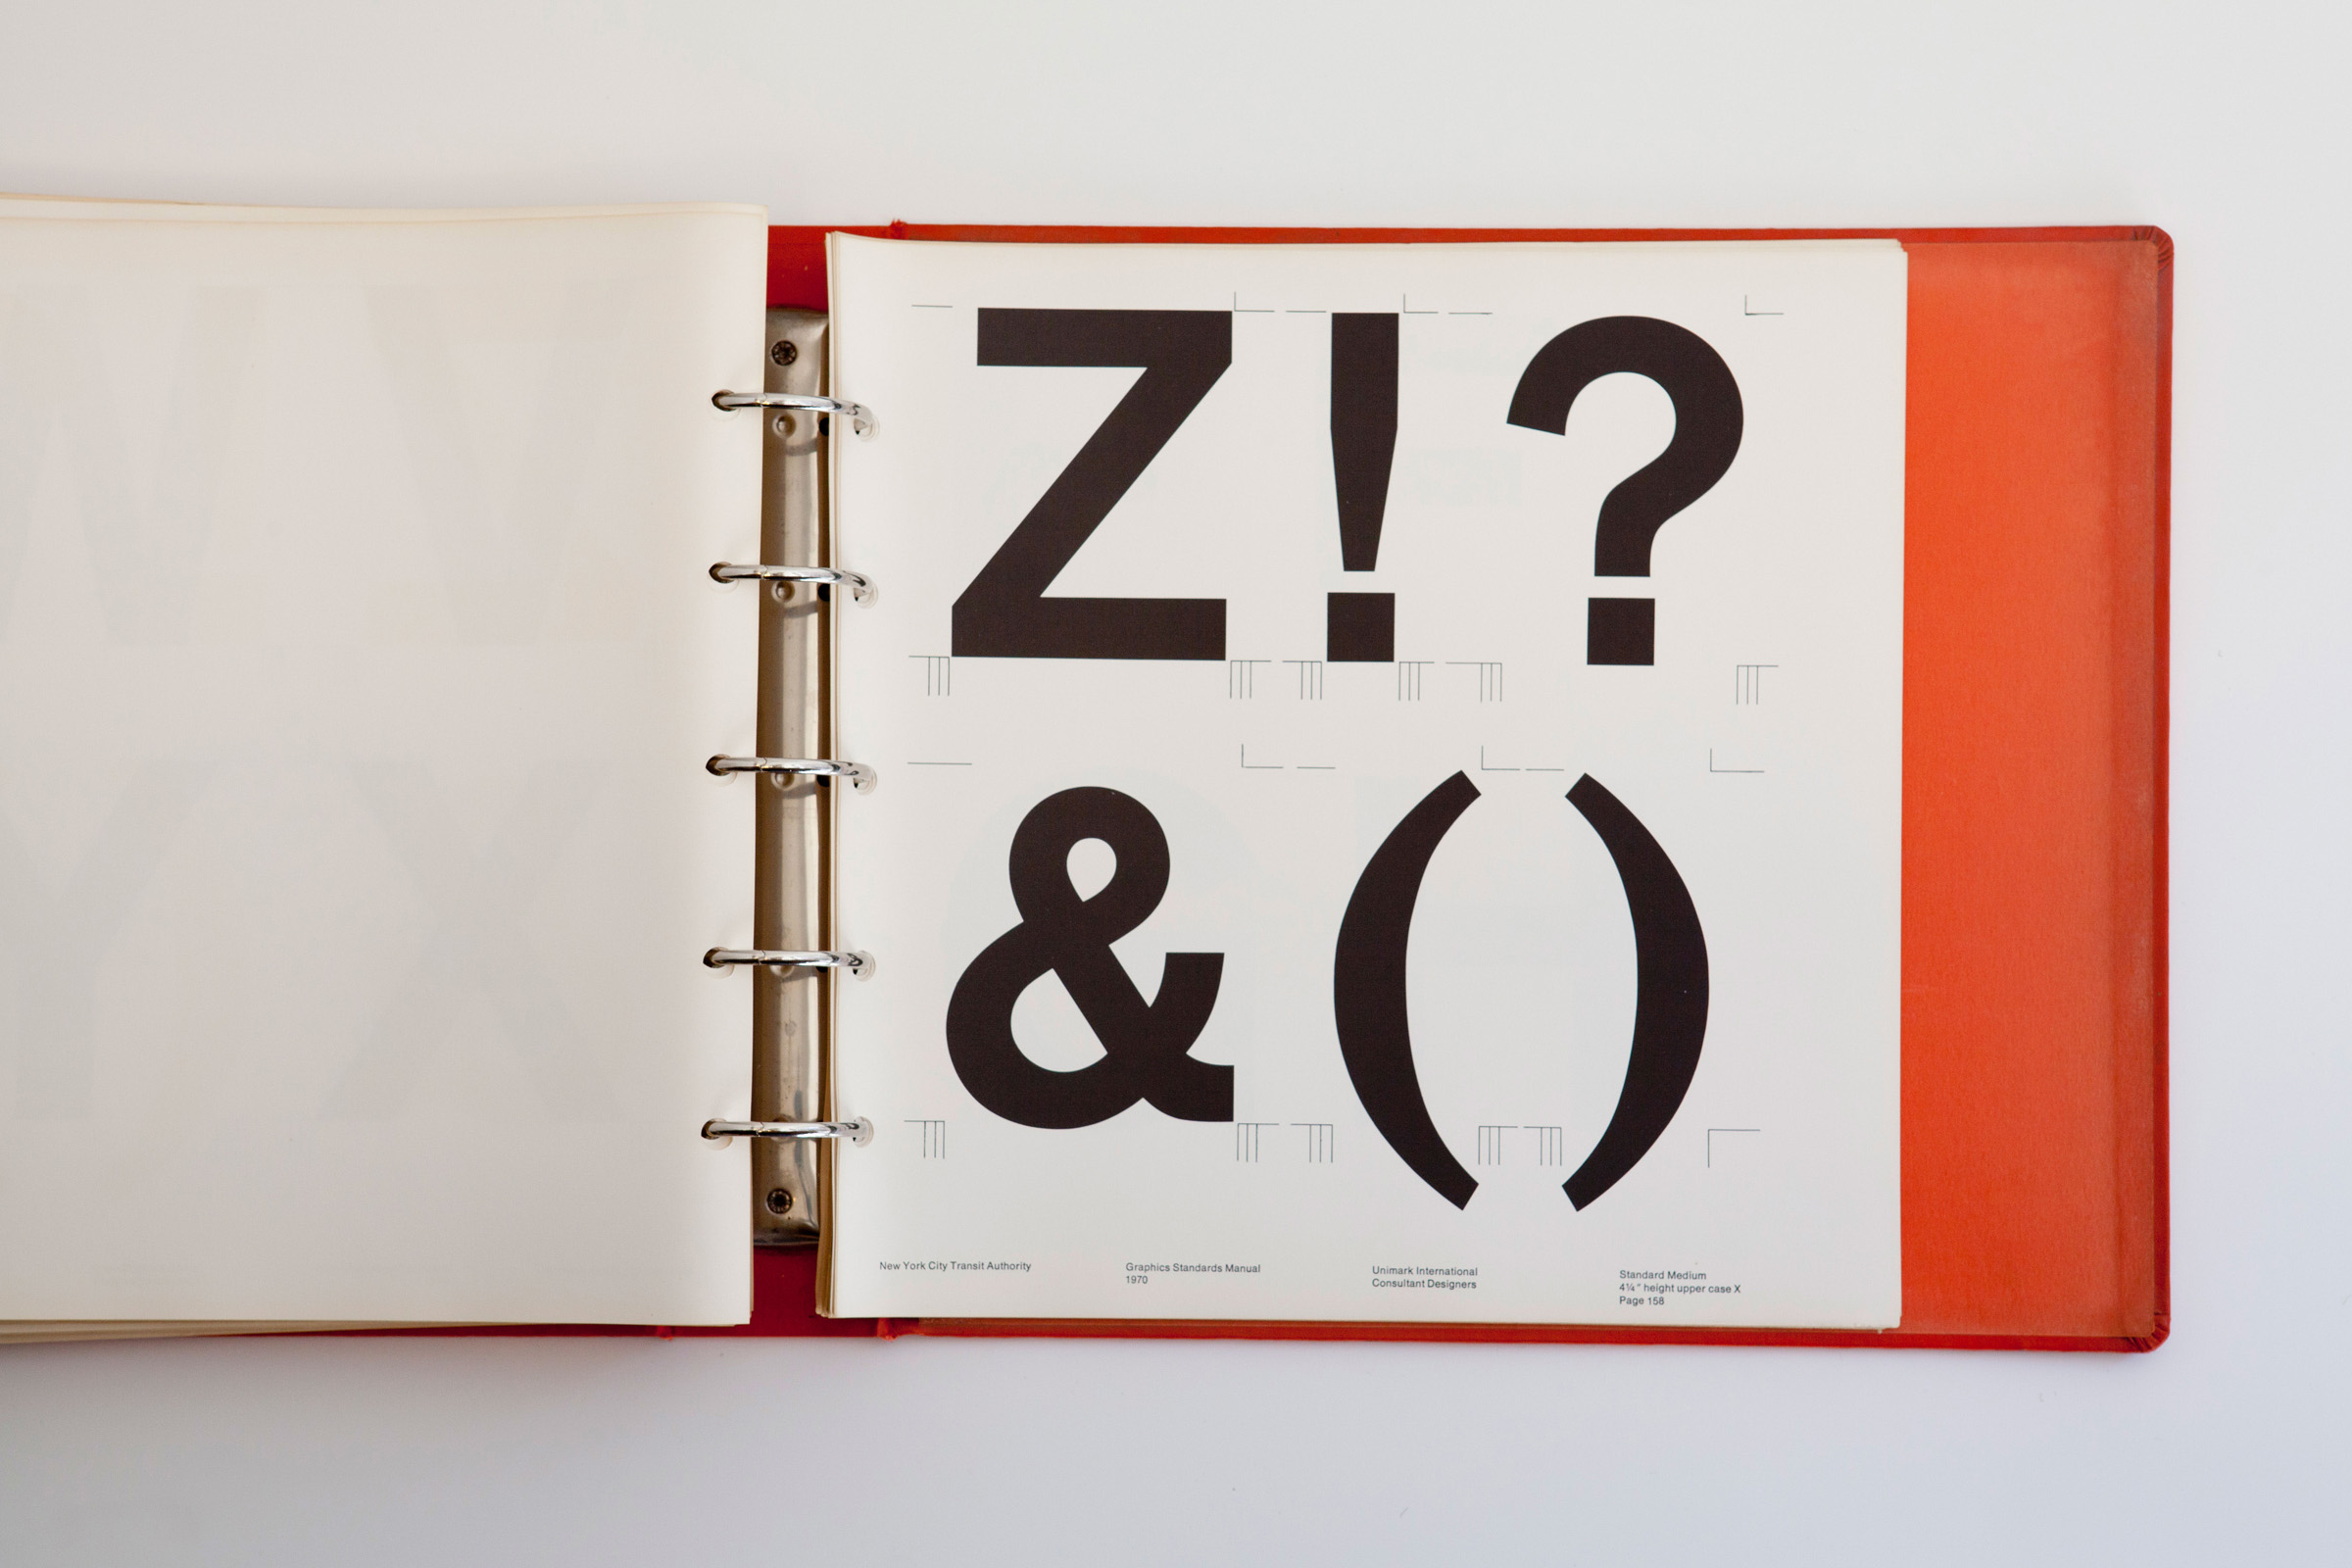 Z!?
&()
New York City Transit Authority
Graphics Standards Manual
1970
Unimark International
Consultant Designers
Standard Medium
4¼" height upper case X
Page 158